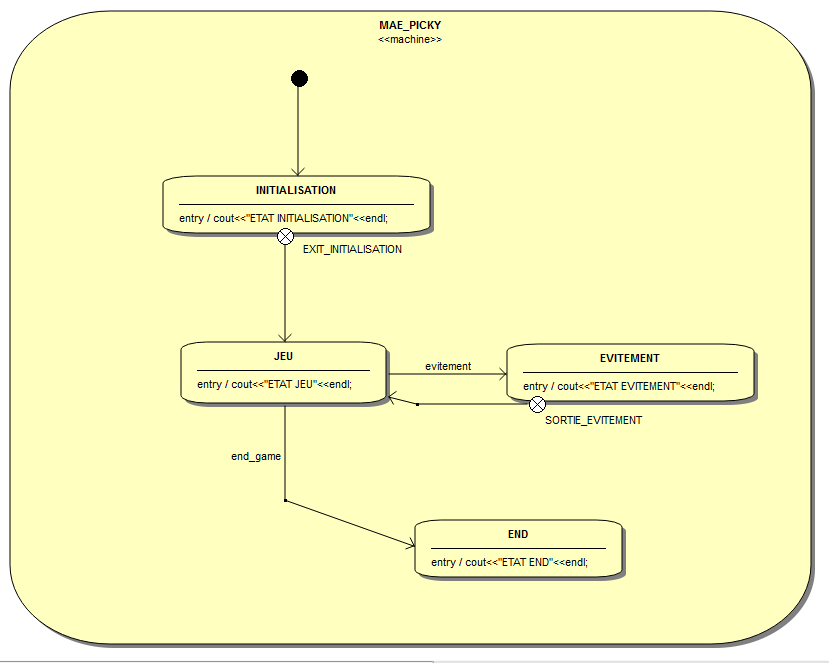 MAE_PICKY
<<machine>>
INITIALISATION
entry / cout<<"ETAT INITIALISATION"<<endl;
EXIT_INITIALISATION
JEU
entry / cout<<"ETAT JEU"<<endl;
evitement
EVITEMENT
entry / cout<<"ETAT EVITEMENT"<<endl;
SORTIE_EVITEMENT
end_game
END
entry / cout<<"ETAT END"<<endl;